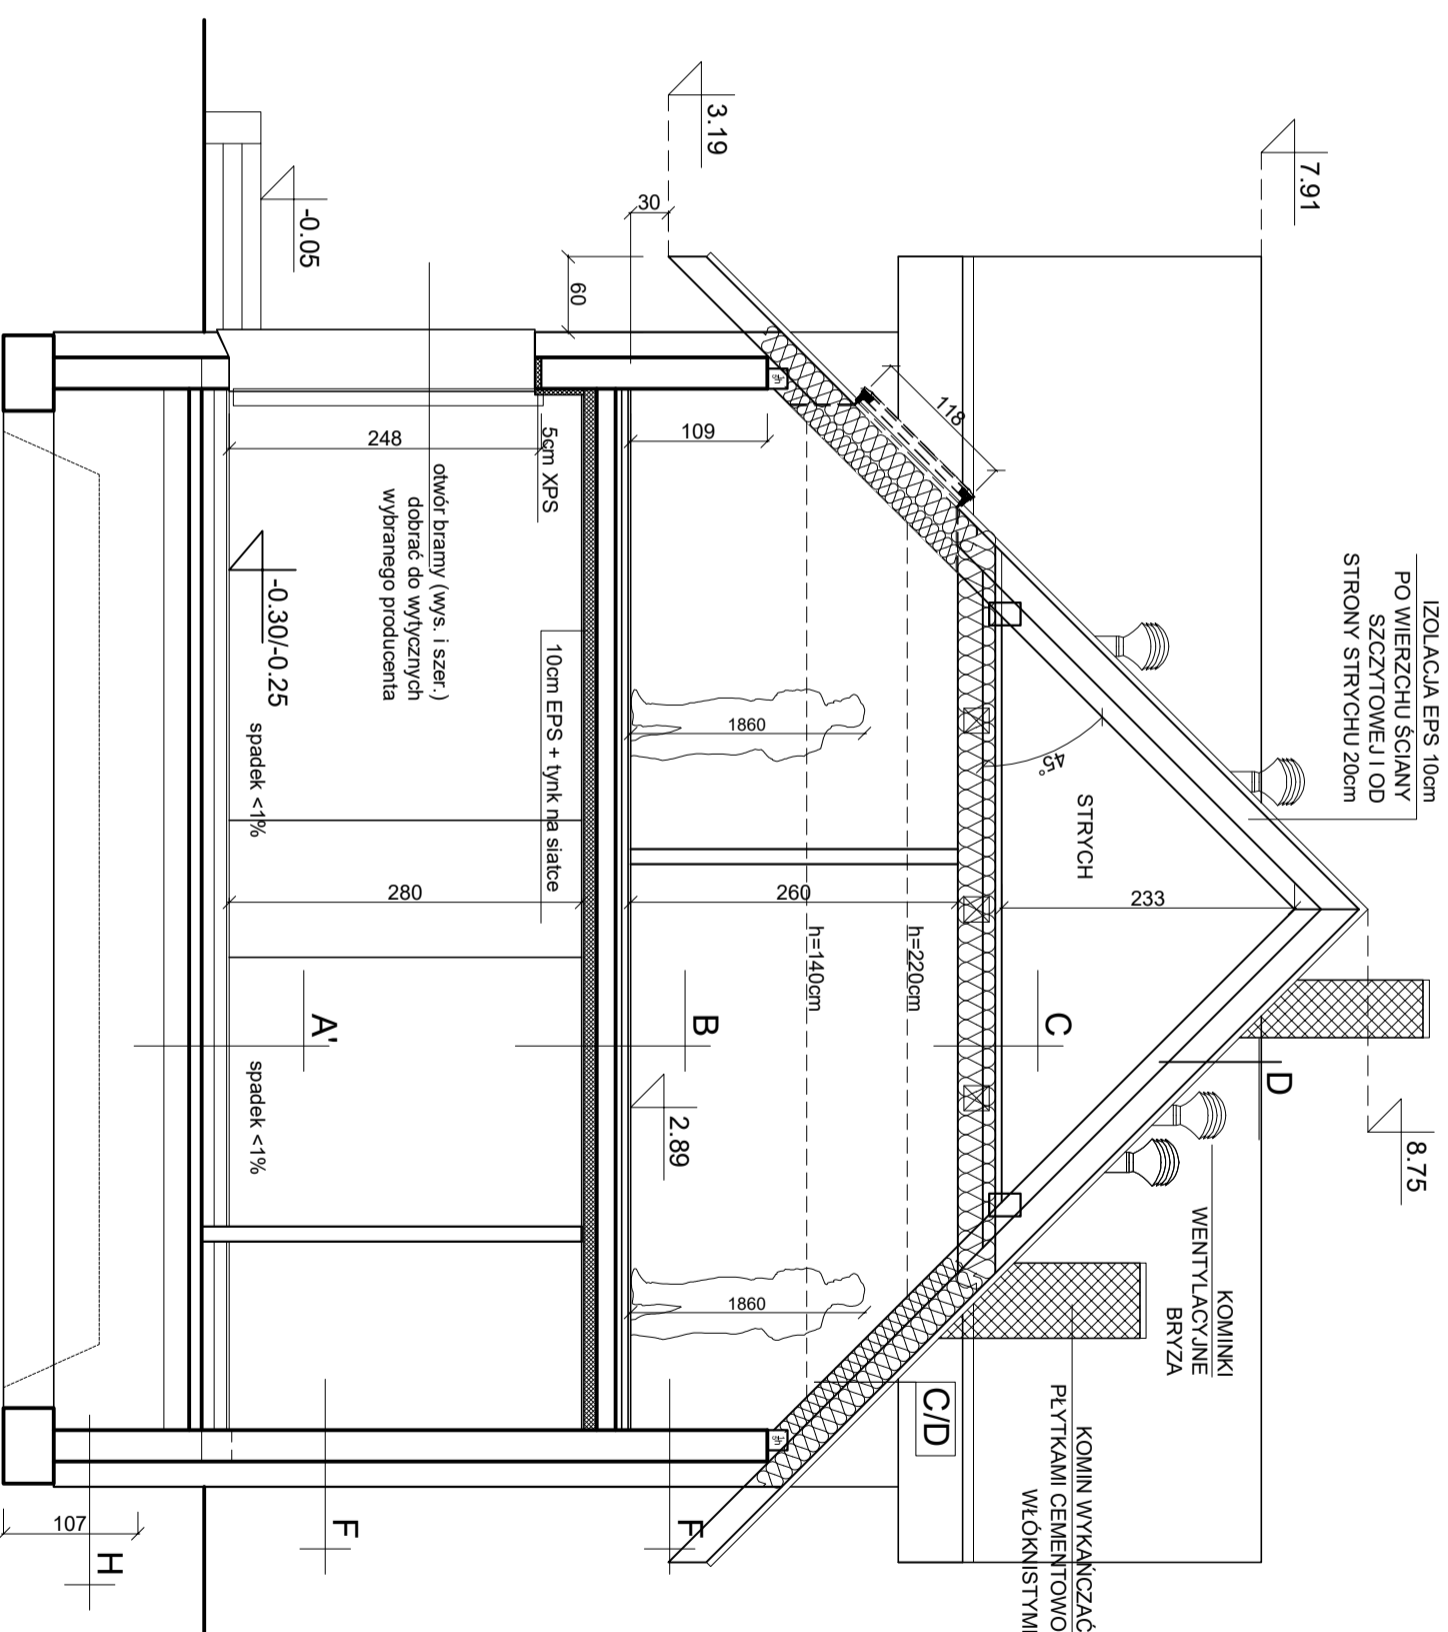 IZOLACJA EPS 10cm
PO WIERZCHU ŚCIANY
SZCZYTOWEJ I OD
STRONY STRYCHU 20cm
7.91
3.19
-0.05
30
60
118
8.75
D
KOMINKI
WENTYLACYJNE
BRYZA
KOMIN WYKAŃCZAĆ
PŁYTKAMI CEMENTOWO
WŁÓKNISTYMI
STRYCH
45°
233
C
C/D
h=220cm
h=140cm
109
260
1860
1860
B
2.89
F
5cm XPS
10cm EPS + tynk na siatce
otwór bramy (wys. i szer.)
dobrać do wytycznych
wybranego producenta
248
280
-0.30/-0.25
spadek <1%
spadek <1%
A'
F
H
107